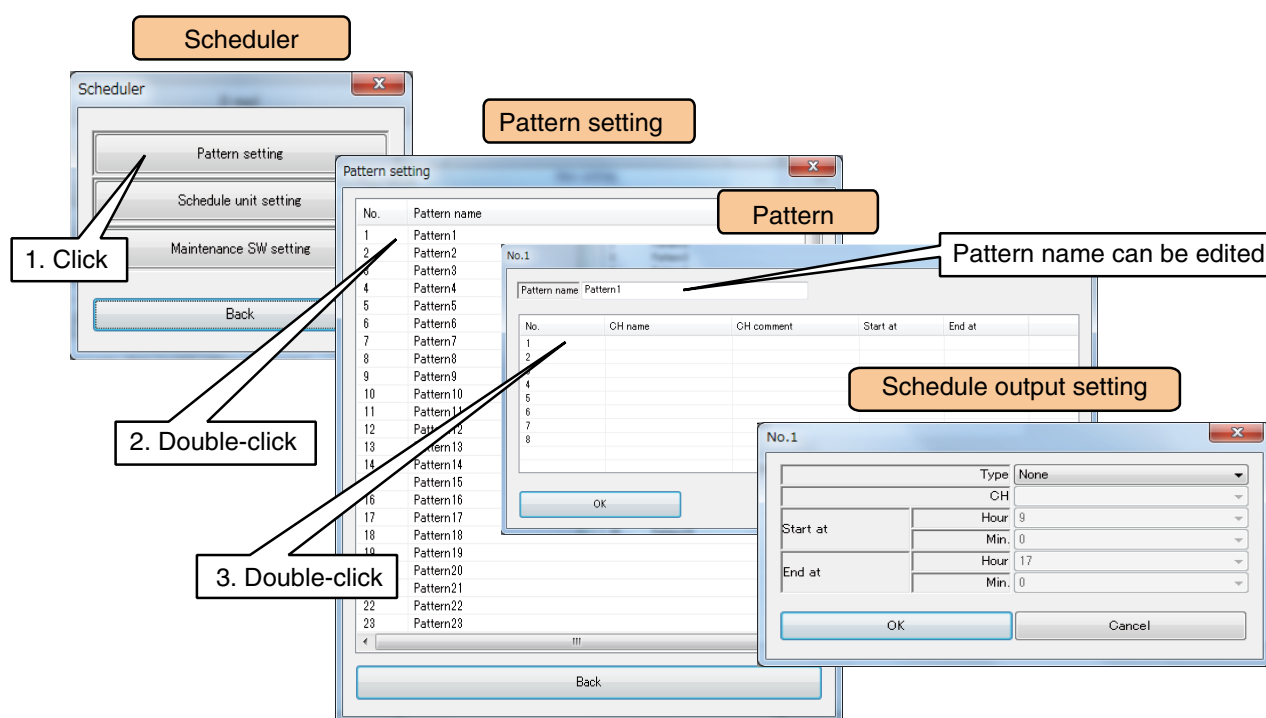 Scheduler
Scheduler
Pattern setting
Schedule unit setting
Maintenance SW setting
Back
1. Click
Pattern setting
Pattern setting
No. Pattern name
1 Pattern1
2 Pattern2
3 Pattern3
4 Pattern4
5 Pattern5
6 Pattern6
7 Pattern7
8 Pattern8
9 Pattern9
10 Pattern10
11 Pattern11
12 Pattern12
13 Pattern13
14 Pattern14
Pattern15
16 Pattern16
17 Pattern17
18 Pattern18
19 Pattern19
Pattern20
Pattern21
22 Pattern22
23 Pattern23
Back
2. Double-click
Pattern
No.1
Pattern name Pattern1
Pattern name can be edited
No. CH name CH comment Start at End at
1
2
3
4
5
6
7
8
OK
3. Double-click
Schedule output setting
No.1
Type None
CH
Start at Hour 9
Min. 0
End at Hour 17
Min. 0
OK Cancel